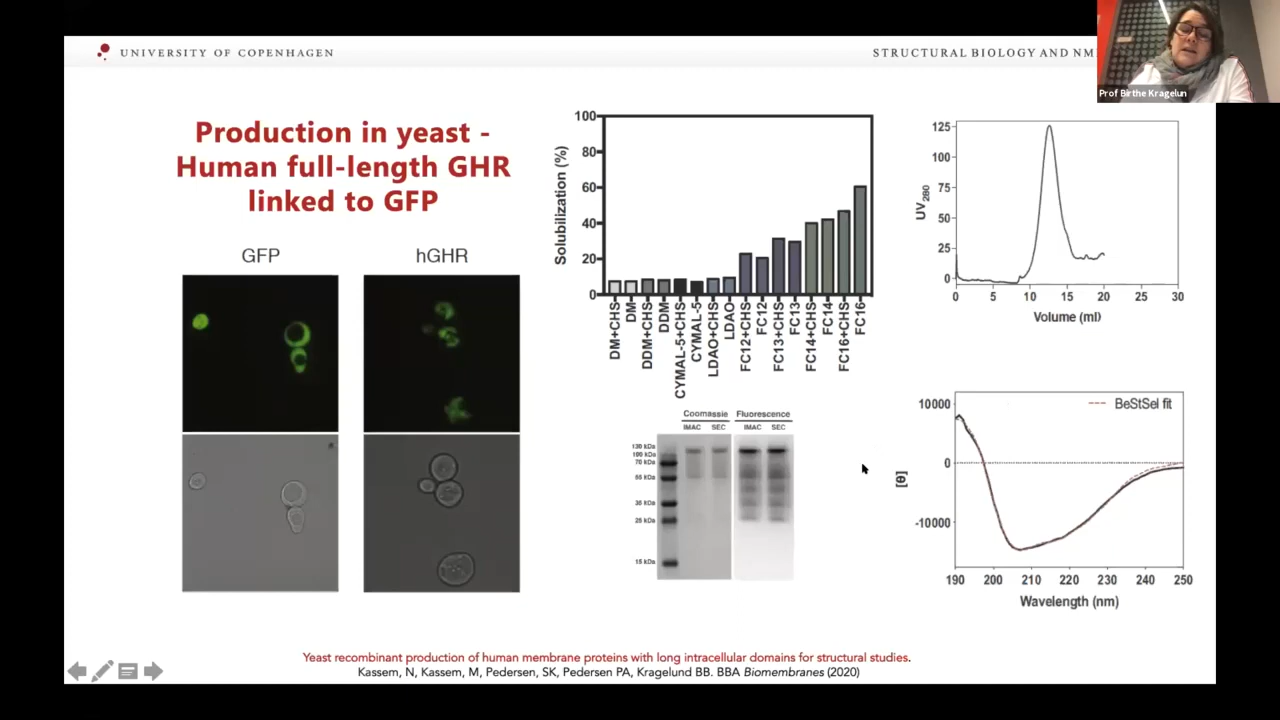 UNIVERSITY OF COPENHAGEN
STRUCTURAL BIOLOGY AND NM
Prof Birthe Kragelun
Production in yeast -
Human full-length GHR
linked to GFP
GFP
hGHR
Solubilization (%)
100
80
60
40
20
0
DM+CHS
DM
DDM+CHS
DDM
CYMAL-5+CHS
CYMAL-5
LDAO+CHS
LDAO
FC12+CHS
FC12
FC13+CHS
FC13
FC14+CHS
FC14
FC16+CHS
FC16
UV280
125
100
75
50
25
0
0 5 10 15 20 25 30
Volume (ml)
Coomassie Fluorescence
IMAC SEC IMAC SEC
130 kDa
100 kDa
70 kDa
55 kDa
35 kDa
25 kDa
15 kDa
BeStSel fit
[θ]
10000
0
-10000
190 200 210 220 230 240 250
Wavelength (nm)
Yeast recombinant production of human membrane proteins with long intracellular domains for structural studies.
Kassem, N, Kassem, M, Pedersen, SK, Pedersen PA, Kragelund BB. BBA Biomembranes (2020)